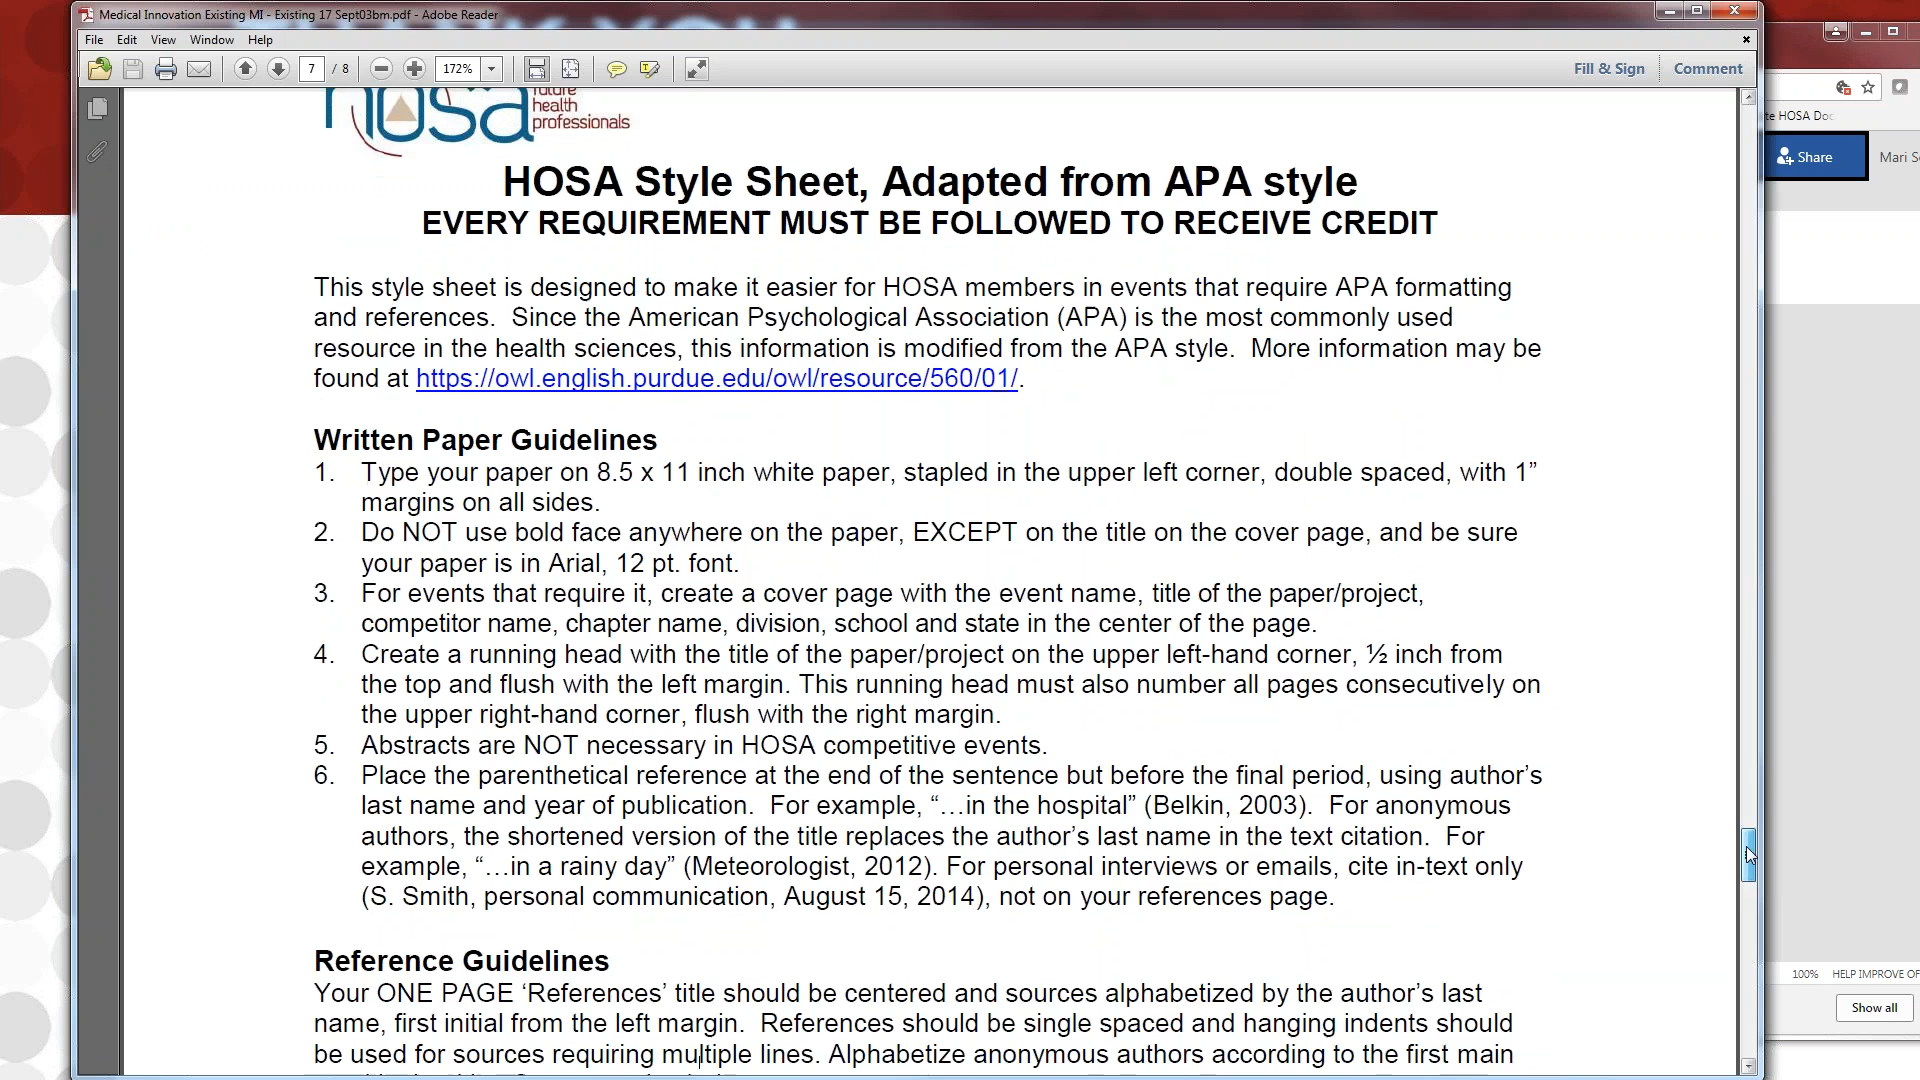 Medical Innovation Existing MI - Existing 17 Sept03bm.pdf - Adobe Reader
File Edit View Window Help
7 / 8 172% Fill & Sign Comment
hosa future
health
professionals
HOSA Style Sheet, Adapted from APA style
EVERY REQUIREMENT MUST BE FOLLOWED TO RECEIVE CREDIT
This style sheet is designed to make it easier for HOSA members in events that require APA formatting
and references.  Since the American Psychological Association (APA) is the most commonly used
resource in the health sciences, this information is modified from the APA style.  More information may be
found at https://owl.english.purdue.edu/owl/resource/560/01/.
Written Paper Guidelines
1. Type your paper on 8.5 x 11 inch white paper, stapled in the upper left corner, double spaced, with 1”
margins on all sides.
2. Do NOT use bold face anywhere on the paper, EXCEPT on the title on the cover page, and be sure
your paper is in Arial, 12 pt. font.
3. For events that require it, create a cover page with the event name, title of the paper/project,
competitor name, chapter name, division, school and state in the center of the page.
4. Create a running head with the title of the paper/project on the upper left-hand corner, ½ inch from
the top and flush with the left margin. This running head must also number all pages consecutively on
the upper right-hand corner, flush with the right margin.
5. Abstracts are NOT necessary in HOSA competitive events.
6. Place the parenthetical reference at the end of the sentence but before the final period, using author’s
last name and year of publication.  For example, “…in the hospital” (Belkin, 2003).  For anonymous
authors, the shortened version of the title replaces the author’s last name in the text citation.  For
example, “…in a rainy day” (Meteorologist, 2012). For personal interviews or emails, cite in-text only
(S. Smith, personal communication, August 15, 2014), not on your references page.
Reference Guidelines
Your ONE PAGE ‘References’ title should be centered and sources alphabetized by the author’s last
name, first initial from the left margin.  References should be single spaced and hanging indents should
be used for sources requiring multiple lines. Alphabetize anonymous authors according to the first main
te HOSA Doc
Share Mari S
100% HELP IMPROVE OF
Show all